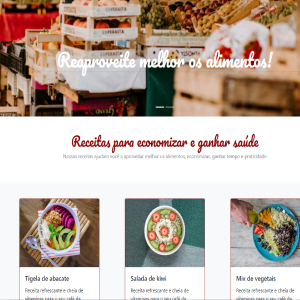 Reaproveite melhor os alimentos!
Receitas para economizar e ganhar saúde
Nossas receitas ajudam você a aproveitar melhor os alimentos, economizar, ganhar tempo e praticidade
Tigela de abacate
Salada de kiwi
Mix de vegetais
Receita refrescante e cheia de
Receita refrescante e cheia de
Receita refrescante e cheia de
vitaminas para o seu café da
vitaminas para o seu café da
vitaminas para o seu café da